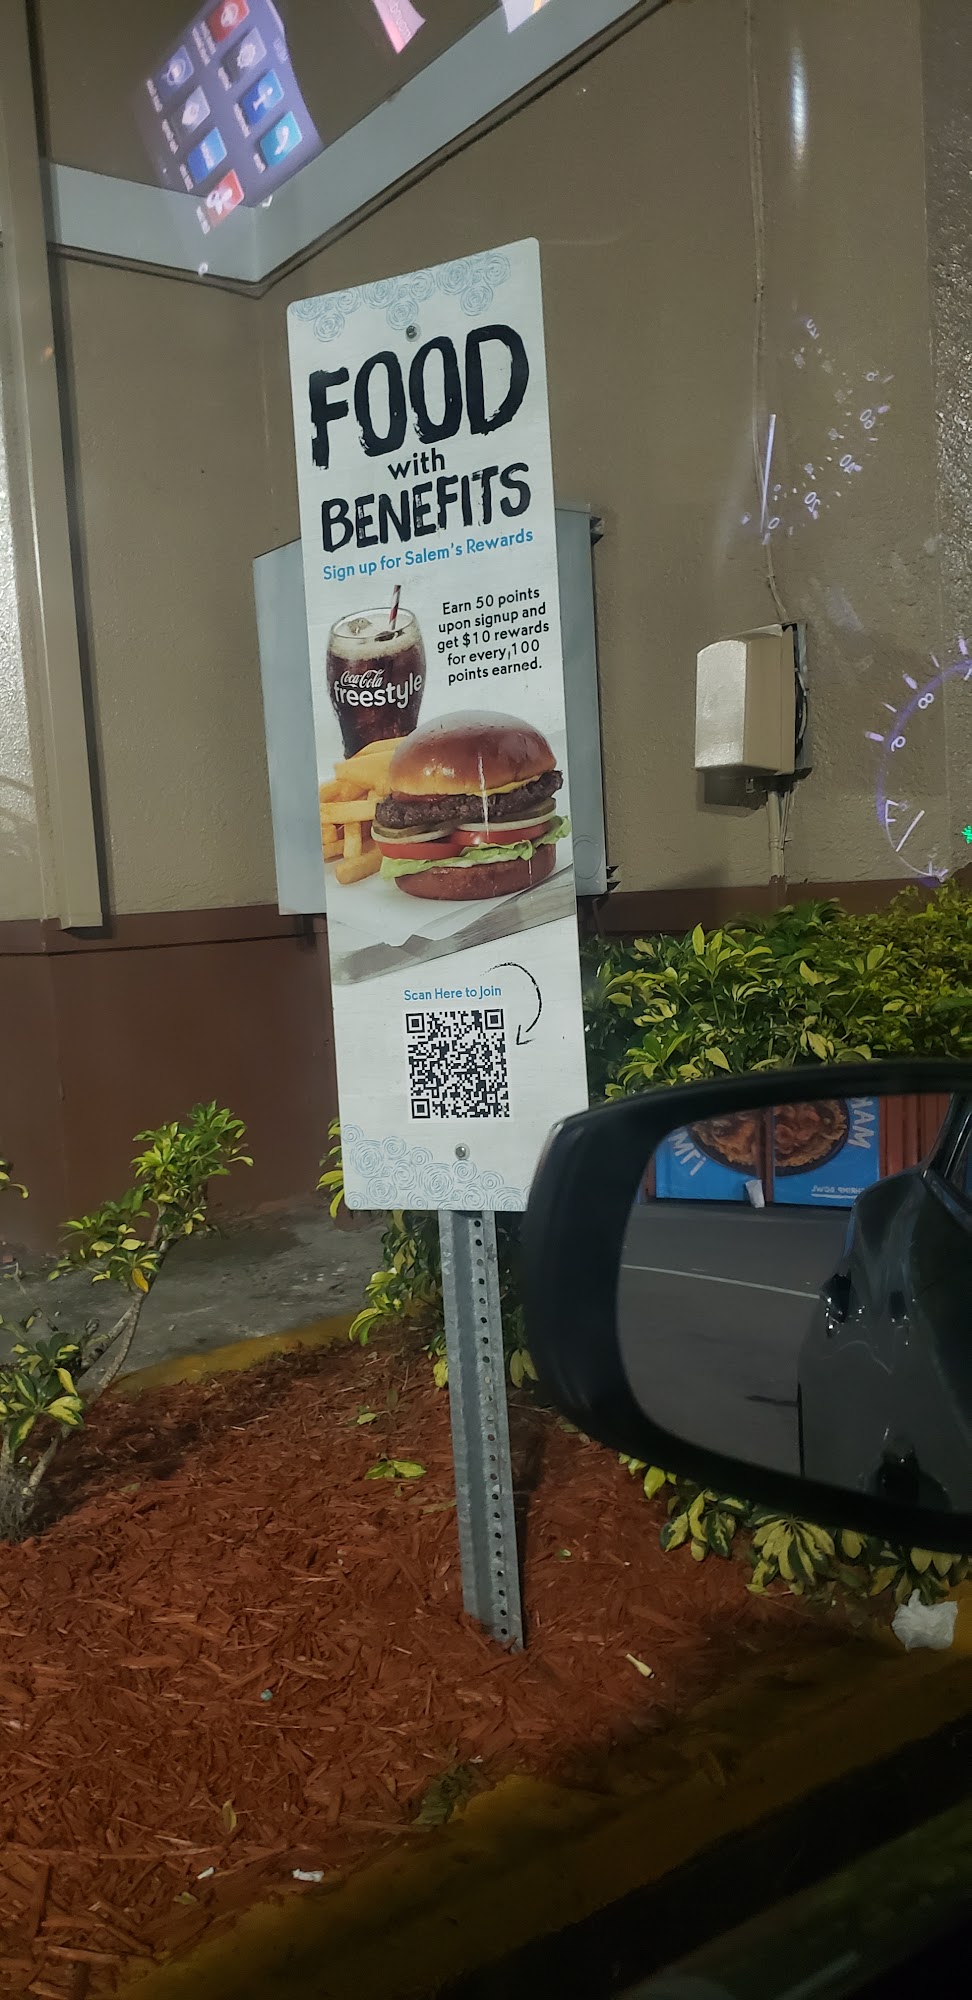 FOOD
with
BENEFITS
Sign up for Salem's Rewards
Earn 50 points
upon signup and
get $10 rewards
for every 100
points earned.
Coca-Cola
freestyle
Scan Here to Join